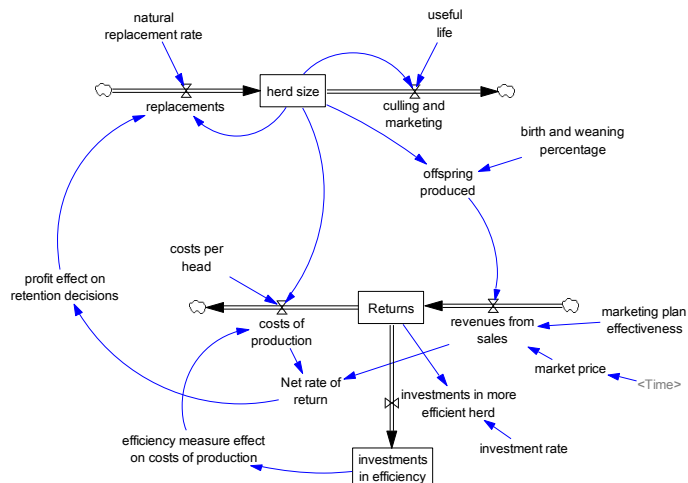 natural
replacement rate
useful
life
herd size
replacements
culling and
marketing
birth and weaning
percentage
offspring
produced
costs per
head
profit effect on
retention decisions
Returns
costs of
production
revenues from
sales
marketing plan
effectiveness
market price
<Time>
Net rate of
return
investments in more
efficient herd
efficiency measure effect
on costs of production
investment rate
investments
in efficiency